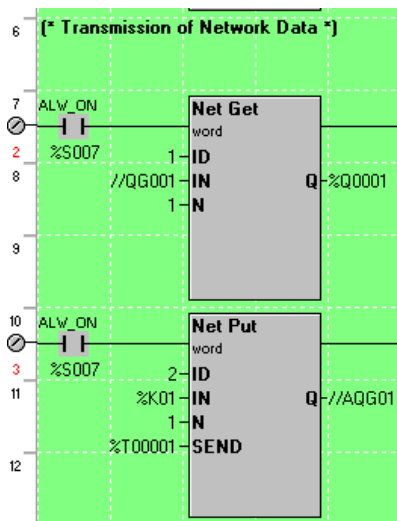 6 (* Transmission of Network Data *)
7 ALW_ON Net Get
word
2 %S007 1 ID
8 //QG001 IN Q %Q0001
1 N
9
10 ALW_ON Net Put
word
3 %S007 2 ID
11 %K01 IN Q //AQG01
1 N
%T00001 SEND
12